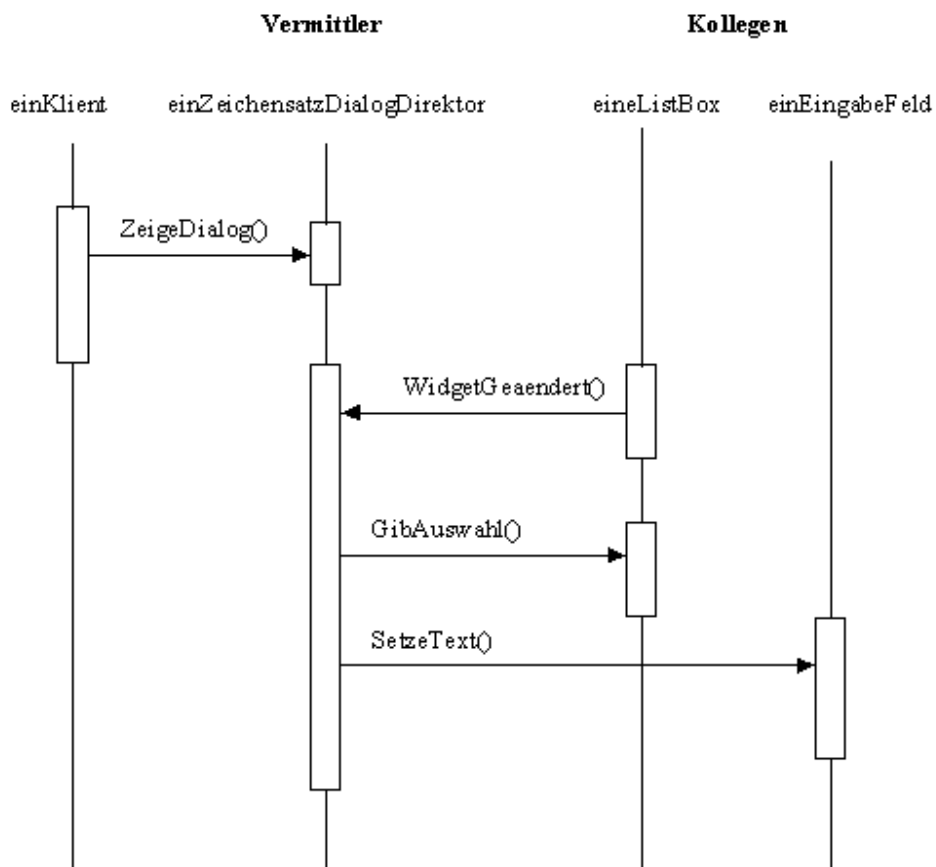 Vermittler Kollegen
einKlient einZeichensatzDialogDirektor eineListBox einEingabeFeld
ZeigeDialog()
WidgetGeaendert()
GibAuswahl()
SetzeText()